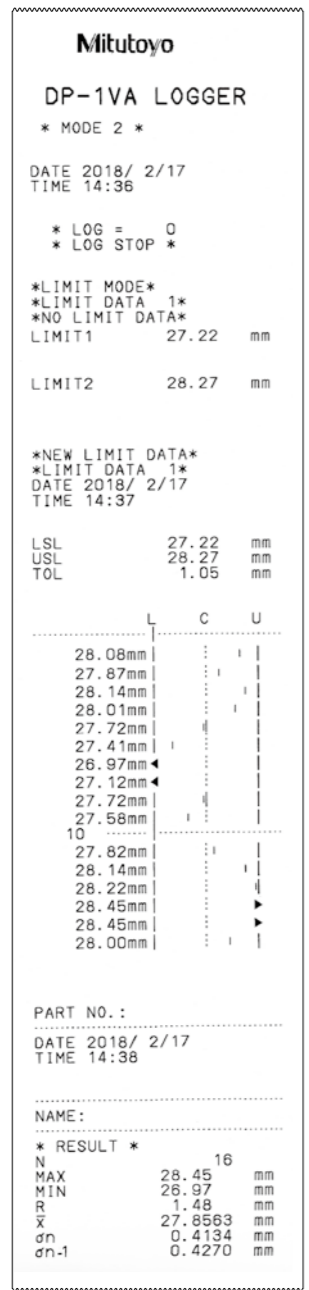 Mitutoyo
DP-1VA LOGGER
* MODE 2 *
DATE 2018/ 2/17
TIME 14:36
* LOG = 0
* LOG STOP *
*LIMIT MODE*
*LIMIT DATA 1*
*NO LIMIT DATA*
LIMIT1 27.22 mm
LIMIT2 28.27 mm
*NEW LIMIT DATA*
*LIMIT DATA 1*
DATE 2018/ 2/17
TIME 14:37
LSL 27.22 mm
USL 28.27 mm
TOL 1.05 mm
L C U
28.08mm
27.87mm
28.14mm
28.01mm
27.72mm
27.41mm
26.97mm
27.12mm
27.72mm
27.58mm
10
27.82mm
28.14mm
28.22mm
28.45mm
28.45mm
28.00mm
PART NO.:
DATE 2018/ 2/17
TIME 14:38
NAME:
* RESULT *
N 16
MAX 28.45 mm
MIN 26.97 mm
R 1.48 mm
x̅ 27.8563 mm
σn 0.4134 mm
σn-1 0.4270 mm